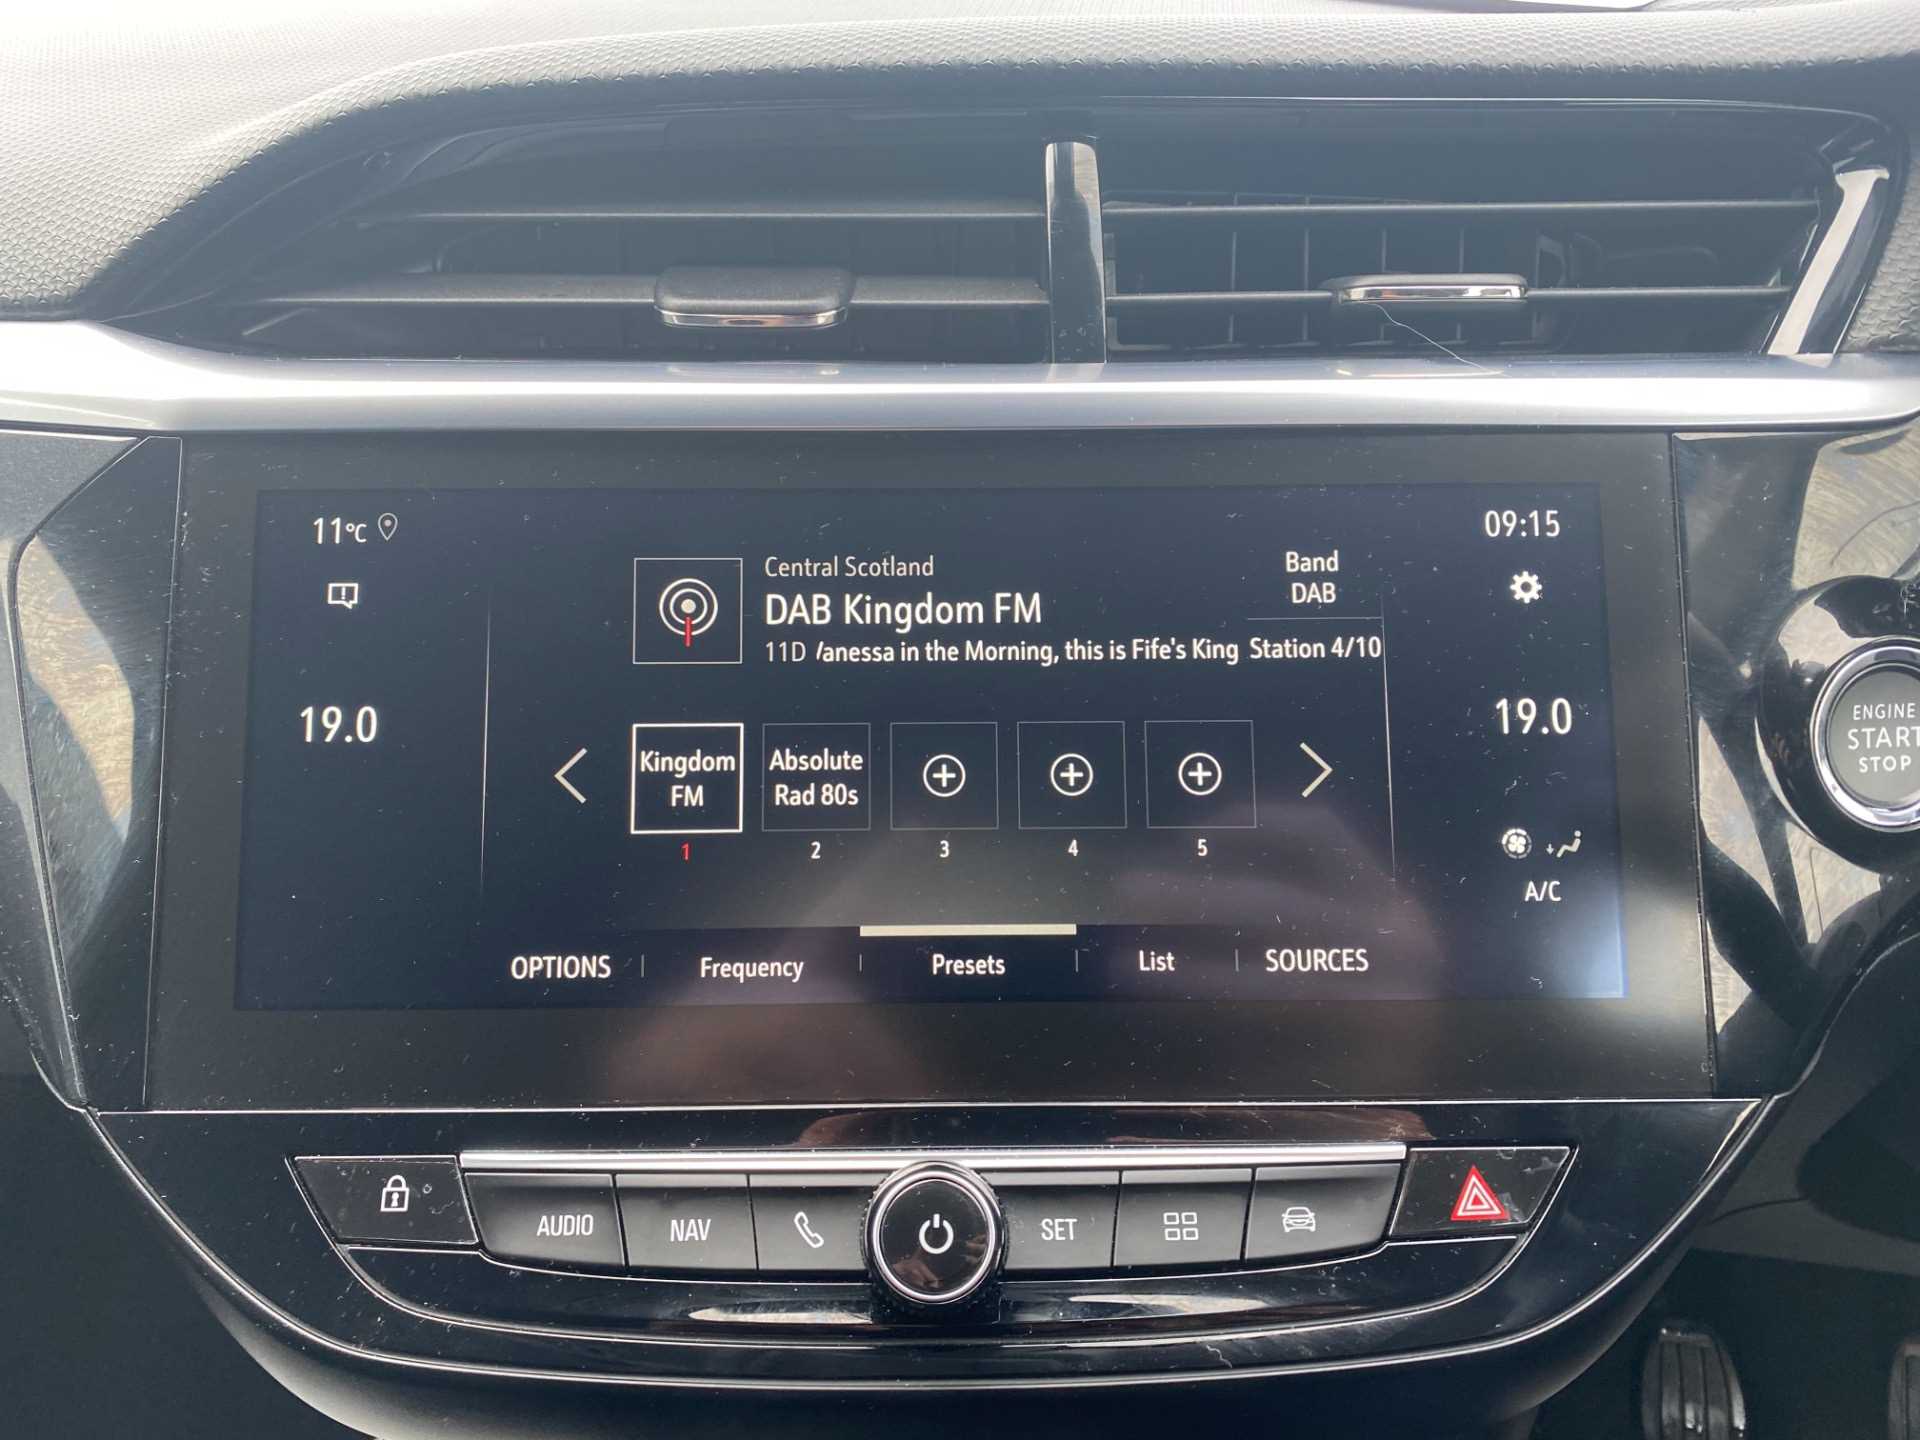 11°C
09:15
Central Scotland
Band
DAB
DAB Kingdom FM
11D /anessa in the Morning, this is Fife's King
Station 4/10
19.0
19.0
Kingdom
FM
Absolute
Rad 80s
1
2
3
4
5
A/C
OPTIONS
Frequency
Presets
List
SOURCES
ENGINE
START
STOP
AUDIO
NAV
SET